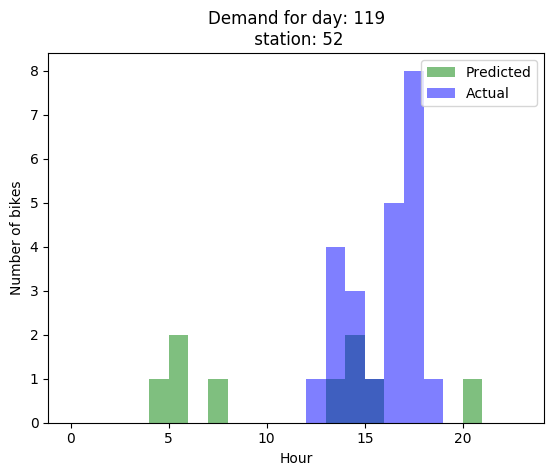 Demand for day: 119
station: 52
Predicted
Actual
Number of bikes
8
7
6
5
4
3
2
1
0
0 5 10 15 20
Hour